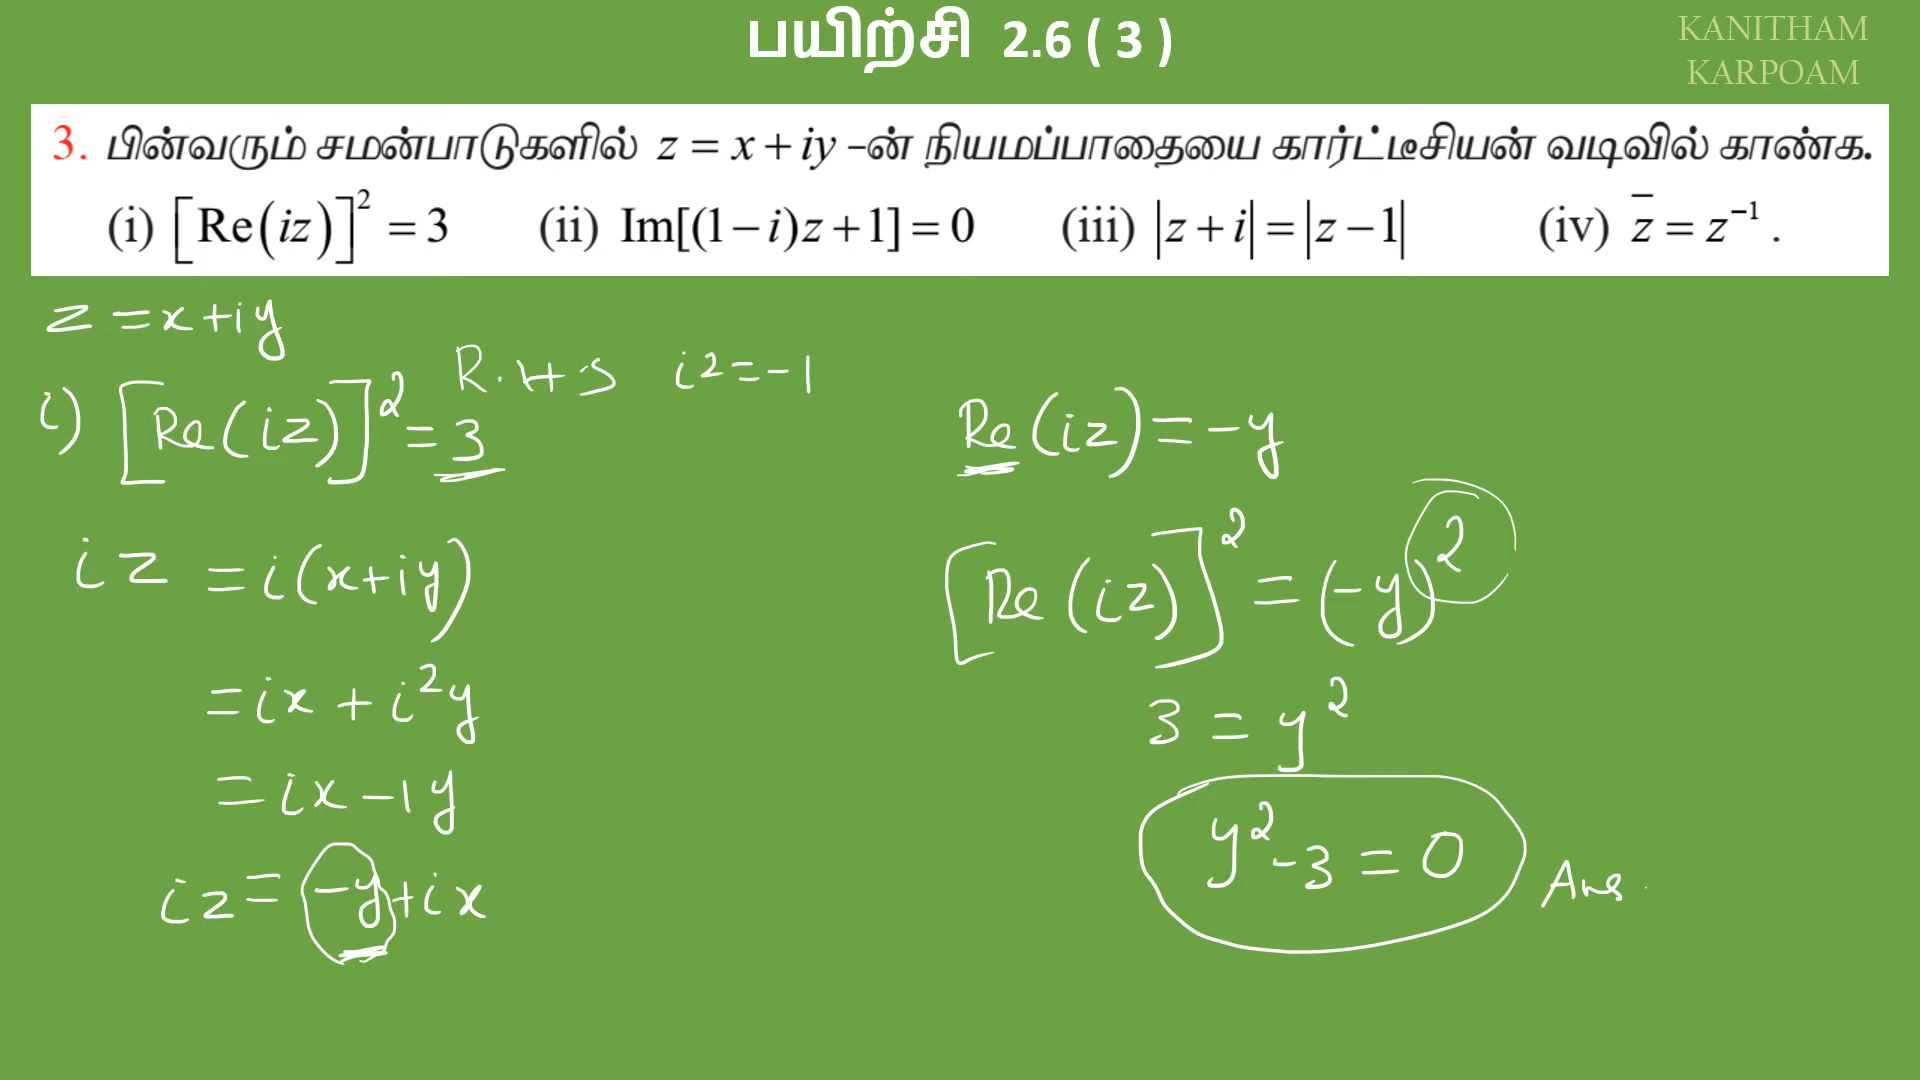 பயிற்சி 2.6 ( 3 )
KANITHAM
KARPOAM
3. பின்வரும் சமன்பாடுகளில் z = x + iy –ன் நியமப்பாதையை கார்ட்டீசியன் வடிவில் காண்க.
(i) [Re(iz)]² = 3 (ii) Im[(1 − i)z + 1] = 0 (iii) |z + i| = |z − 1| (iv) z̅ = z⁻¹ .
z = x + iy
R.H.S i² = -1
i) [Re(iz)]² = 3
iz = i(x+iy)
= ix + i²y
= ix - 1y
iz = -y + ix
Re(iz) = -y
[Re(iz)]² = (-y)²
3 = y²
y² - 3 = 0 Ans.